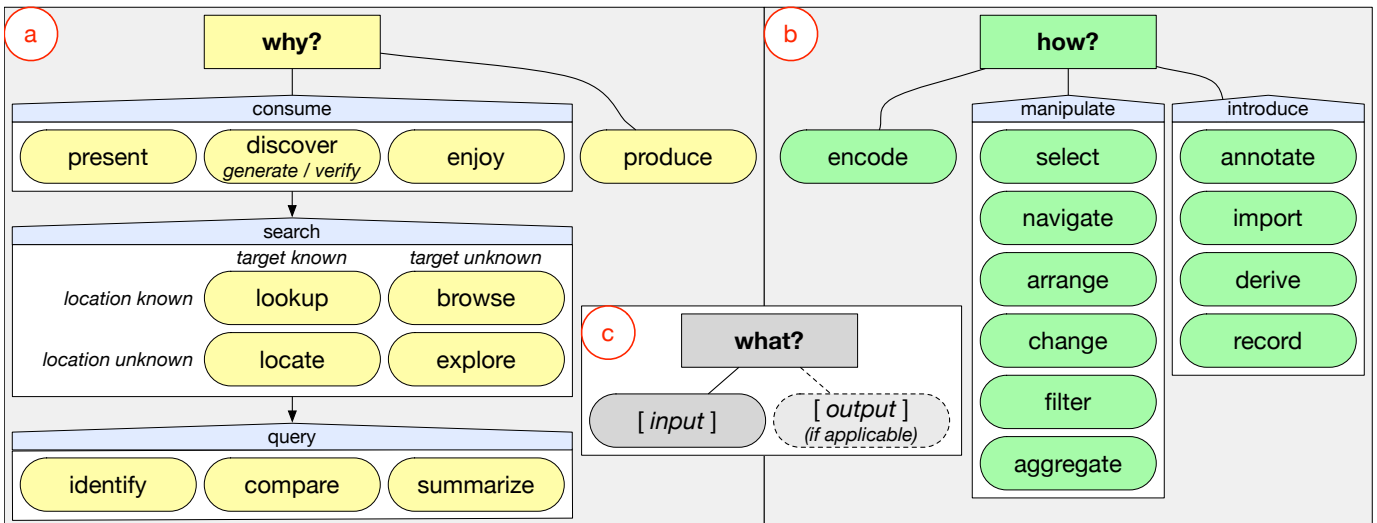 a
why?
consume
present
discover
generate / verify
enjoy
produce
search
target known
target unknown
location known
lookup
browse
location unknown
locate
explore
query
identify
compare
summarize
b
how?
encode
manipulate
select
navigate
arrange
change
filter
aggregate
introduce
annotate
import
derive
record
c
what?
[ input ]
[ output ]
(if applicable)